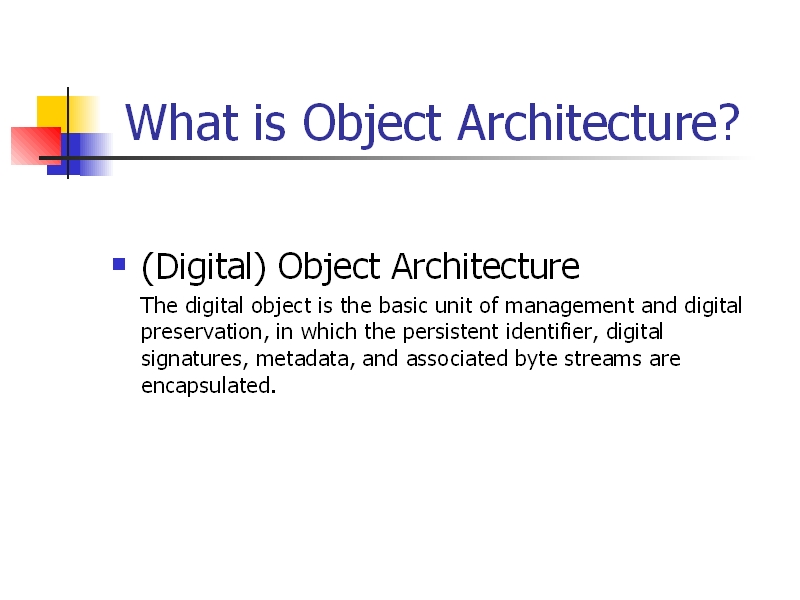 What is Object Architecture?
(Digital) Object Architecture
The digital object is the basic unit of management and digital
preservation, in which the persistent identifier, digital
signatures, metadata, and associated byte streams are
encapsulated.